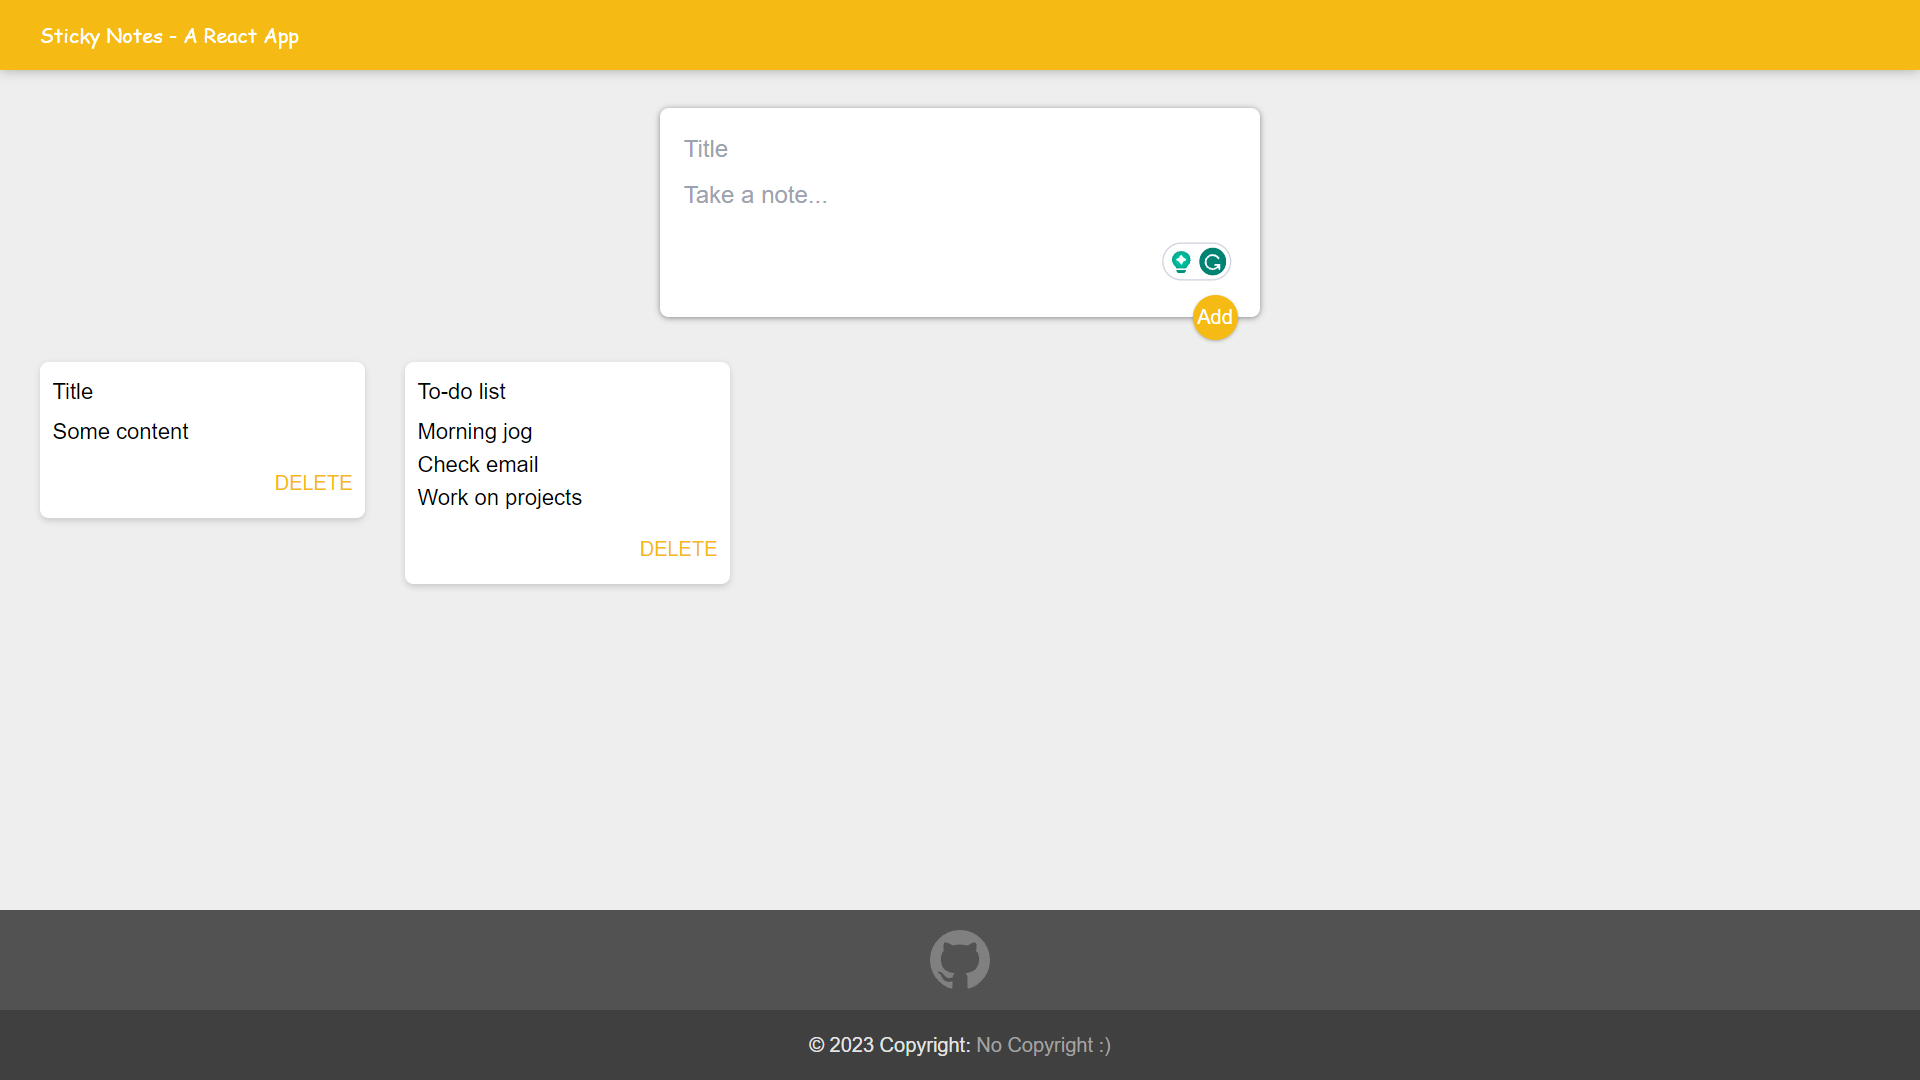 Sticky Notes - A React App
Title
Take a note...
Add
Title
Some content
DELETE
To-do list
Morning jog
Check email
Work on projects
DELETE
© 2023 Copyright: No Copyright :)